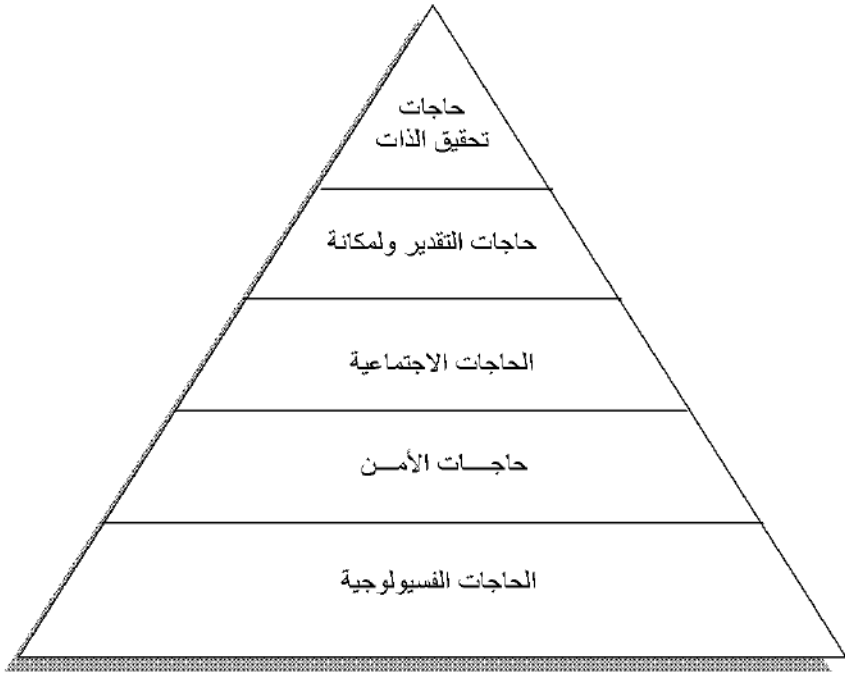 حاجات
تحقيق الذات
حاجات التقدير ولمكانة
الحاجات الاجتماعية
حاجـــات الأمـــن
الحاجات الفسيولوجية